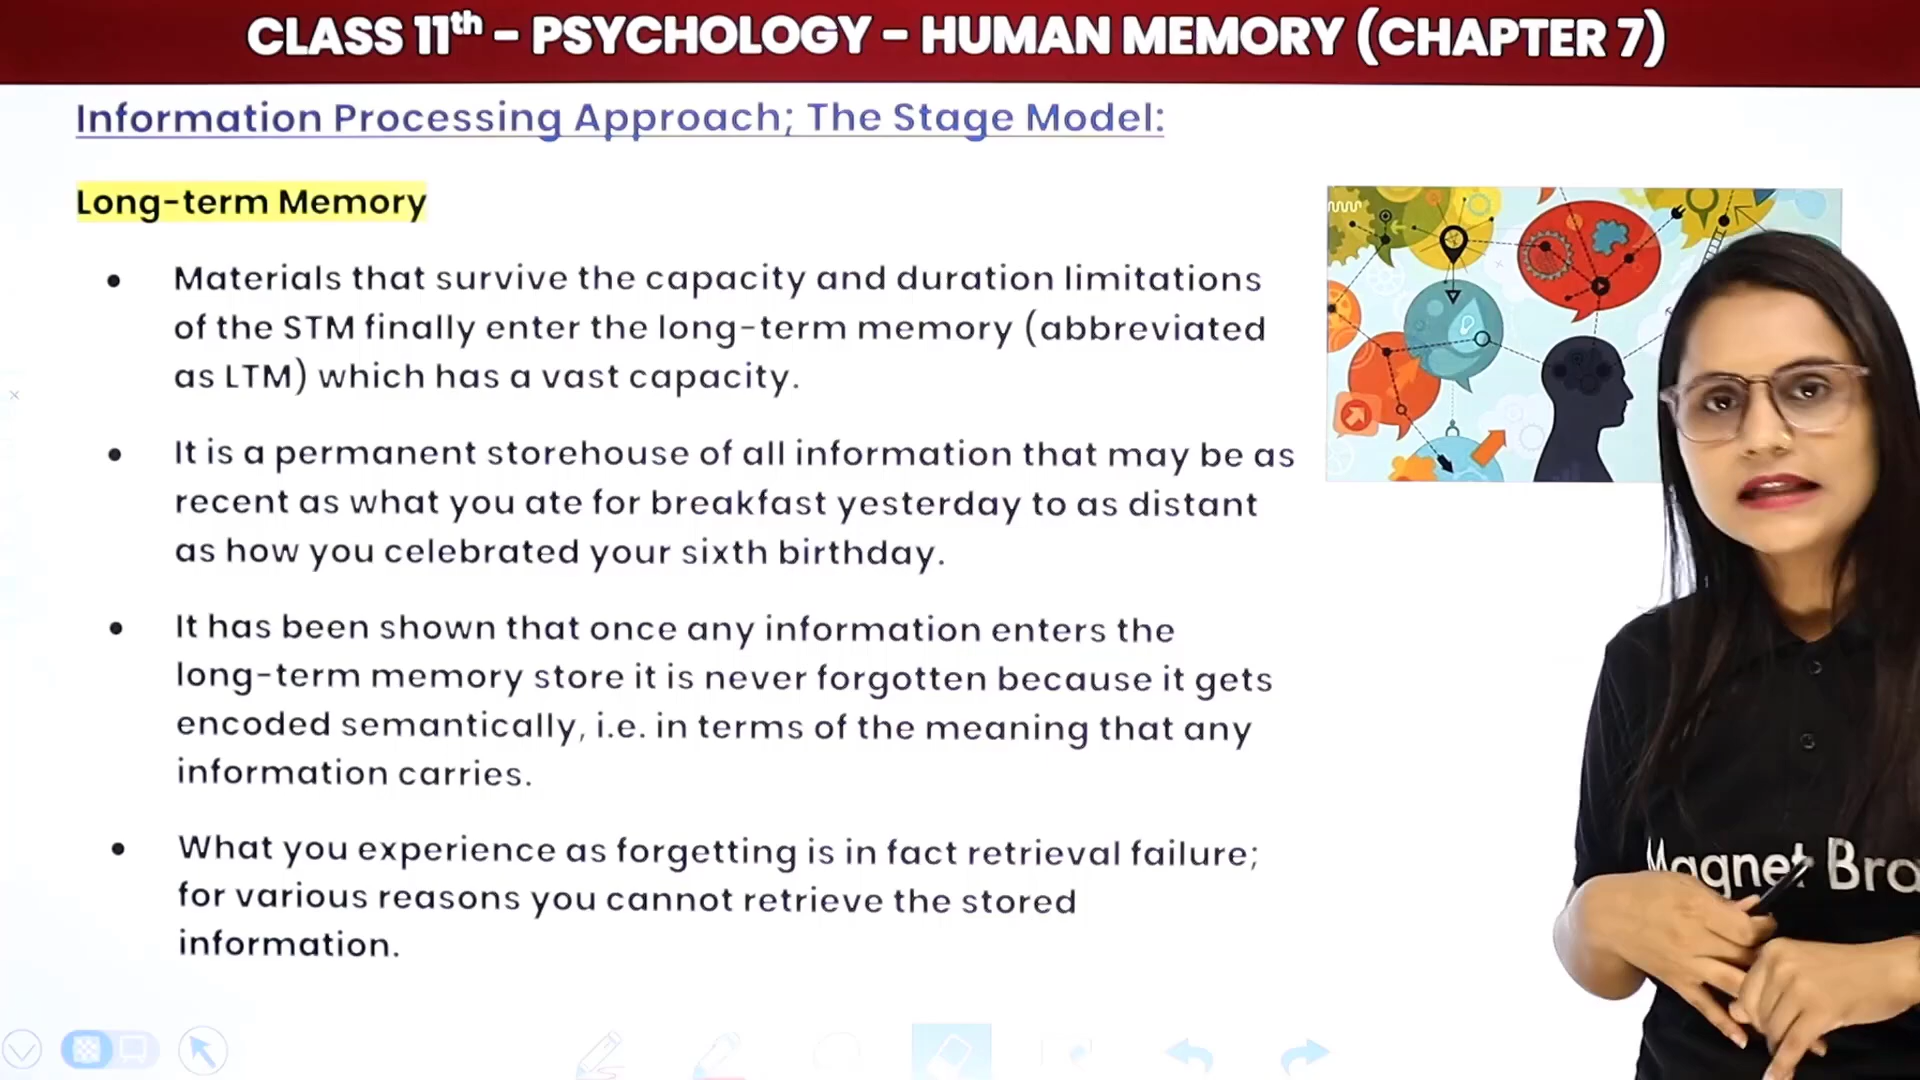 CLASS 11th - PSYCHOLOGY - HUMAN MEMORY (CHAPTER 7)
Information Processing Approach; The Stage Model:
Long-term Memory
• Materials that survive the capacity and duration limitations
of the STM finally enter the long-term memory (abbreviated
as LTM) which has a vast capacity.
• It is a permanent storehouse of all information that may be as
recent as what you ate for breakfast yesterday to as distant
as how you celebrated your sixth birthday.
• It has been shown that once any information enters the
long-term memory store it is never forgotten because it gets
encoded semantically, i.e. in terms of the meaning that any
information carries.
• What you experience as forgetting is in fact retrieval failure;
for various reasons you cannot retrieve the stored
information.
Magnet Bra